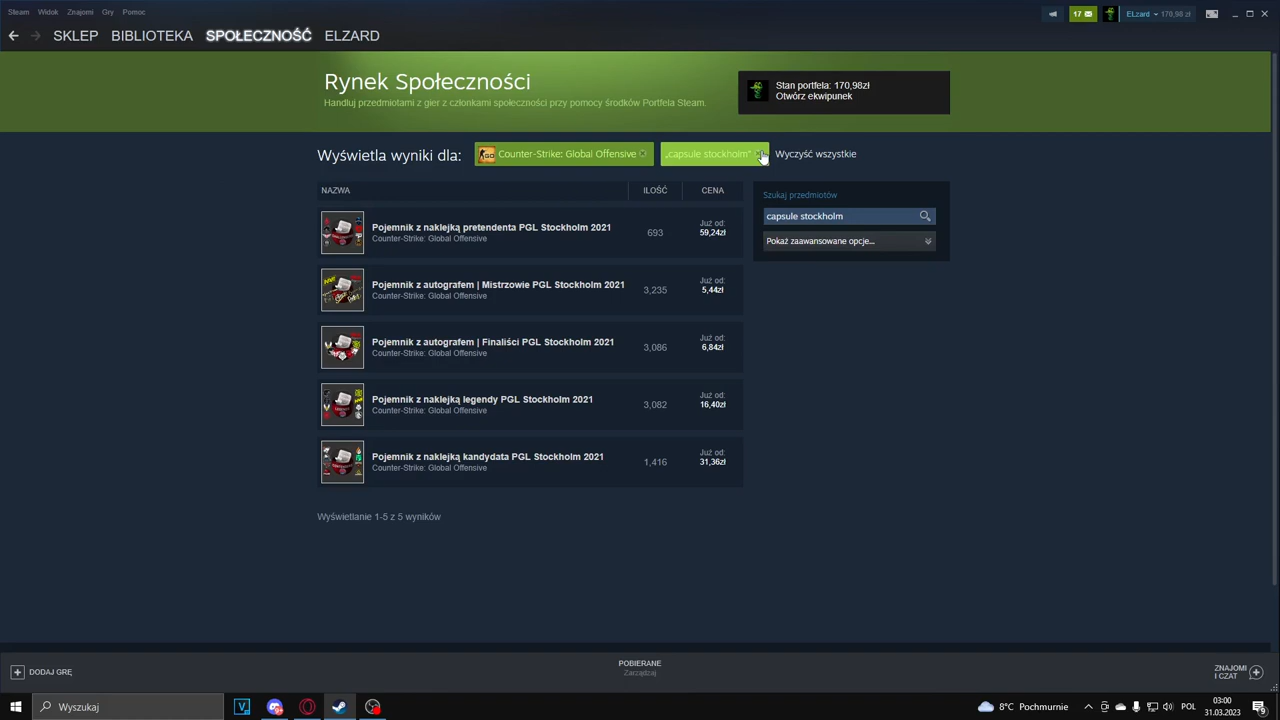 Steam Widok Znajomi Gry Pomoc
17
ELzard 170,98 zł
SKLEP BIBLIOTEKA SPOŁECZNOŚĆ ELZARD
Rynek Społeczności
Handluj przedmiotami z gier z członkami społeczności przy pomocy środków Portfela Steam.
Stan portfela: 170,98zł
Otwórz ekwipunek
Wyświetla wyniki dla: Counter-Strike: Global Offensive „capsule stockholm" Wyczyść wszystkie
NAZWA ILOŚĆ CENA
Pojemnik z naklejką pretendenta PGL Stockholm 2021
Counter-Strike: Global Offensive
693
Już od:
59,24zł
Pojemnik z autografem | Mistrzowie PGL Stockholm 2021
Counter-Strike: Global Offensive
3,235
Już od:
5,44zł
Pojemnik z autografem | Finaliści PGL Stockholm 2021
Counter-Strike: Global Offensive
3,086
Już od:
6,84zł
Pojemnik z naklejką legendy PGL Stockholm 2021
Counter-Strike: Global Offensive
3,082
Już od:
16,40zł
Pojemnik z naklejką kandydata PGL Stockholm 2021
Counter-Strike: Global Offensive
1,416
Już od:
31,36zł
Wyświetlanie 1-5 z 5 wyników
Szukaj przedmiotów
capsule stockholm
Pokaż zaawansowane opcje...
DODAJ GRĘ
POBIERANE
Zarządzaj
ZNAJOMI
I CZAT
Wyszukaj
8°C Pochmurnie
POL
03:00
31.03.2023